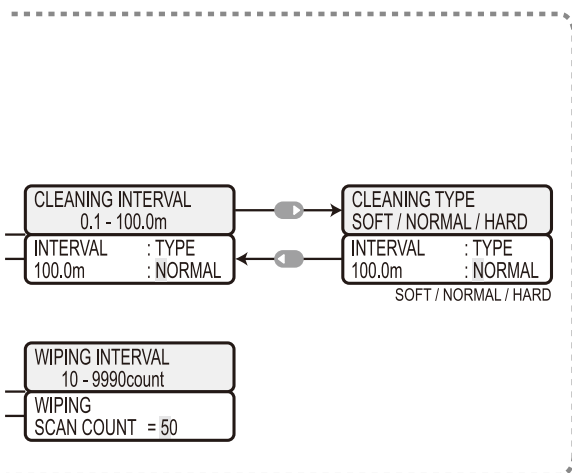 CLEANING INTERVAL
0.1 - 100.0m
INTERVAL : TYPE
100.0m : NORMAL
CLEANING TYPE
SOFT / NORMAL / HARD
INTERVAL : TYPE
100.0m : NORMAL
SOFT / NORMAL / HARD
WIPING INTERVAL
10 - 9990count
WIPING
SCAN COUNT = 50